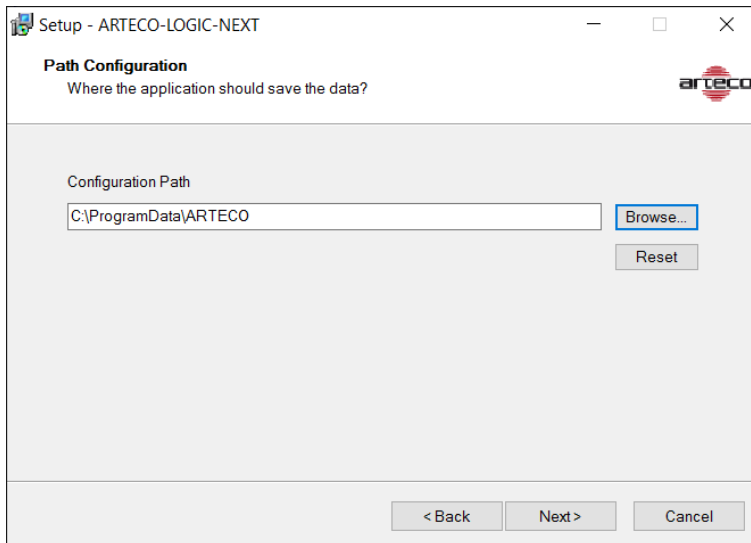 Setup - ARTECO-LOGIC-NEXT
Path Configuration
Where the application should save the data?
arteco
Configuration Path
C:\ProgramData\ARTECO
Browse...
Reset
< Back
Next >
Cancel